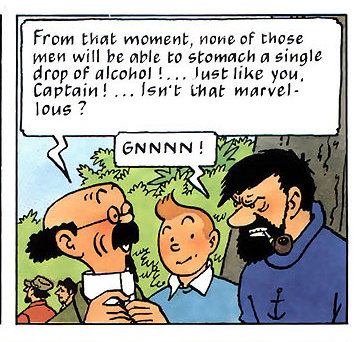 From that moment, none of those
men will be able to stomach a single
drop of alcohol!... Just like you,
Captain!... Isn't that marvel-
lous?
GNNNN!